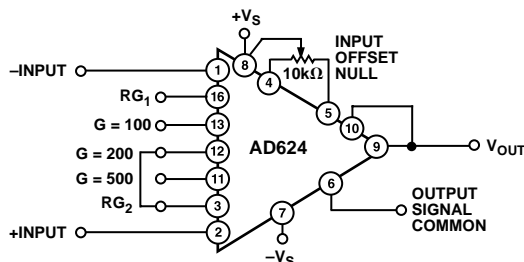 +VS
INPUT
OFFSET
NULL
10kΩ
8
4
–INPUT
1
RG1
16
5
G = 100
13
10
G = 200
12
AD624
9
VOUT
G = 500
11
6
RG2
3
7
OUTPUT
SIGNAL
COMMON
+INPUT
2
–VS